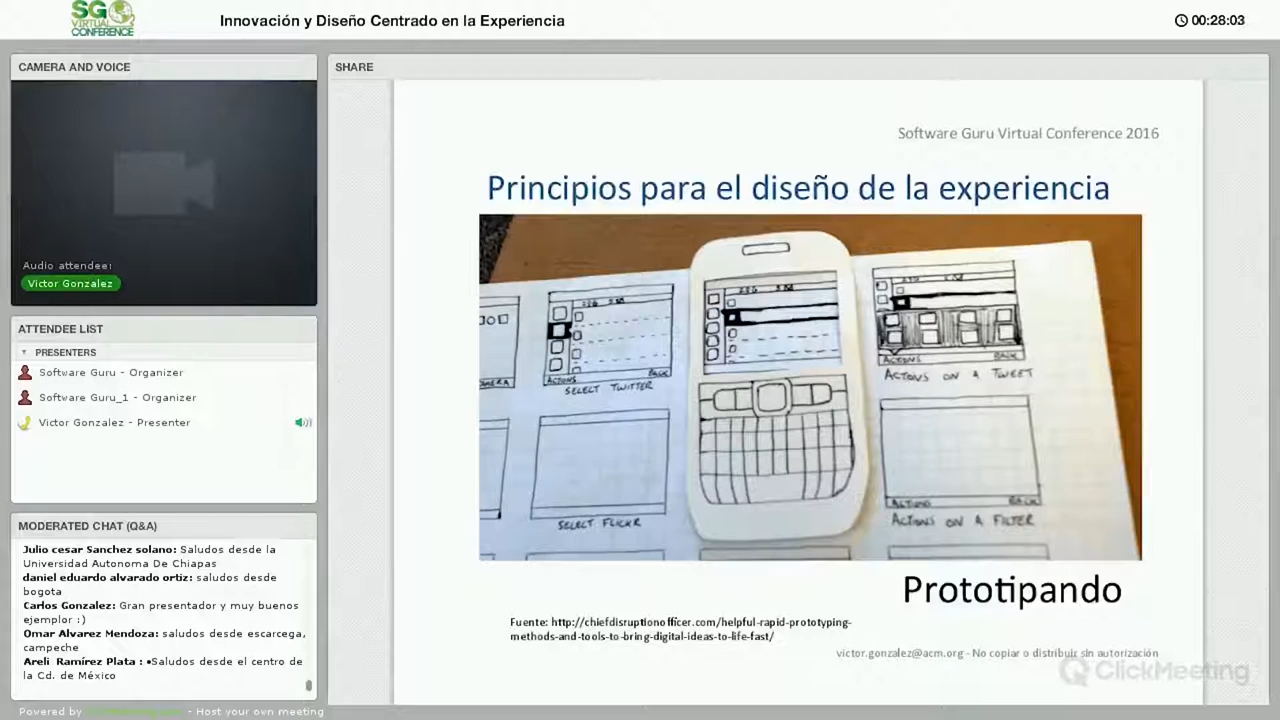 SG
VIRTUAL
CONFERENCE
Innovación y Diseño Centrado en la Experiencia
00:28:03
CAMERA AND VOICE
Audio attendee:
Victor Gonzalez
ATTENDEE LIST
PRESENTERS
Software Guru - Organizer
Software Guru_1 - Organizer
Victor Gonzalez - Presenter
MODERATED CHAT (Q&A)
Julio cesar Sanchez solano: Saludos desde la
Universidad Autonoma De Chiapas
daniel eduardo alvarado ortiz: saludos desde
bogota
Carlos Gonzalez: Gran presentador y muy buenos
ejemplor :)
Omar Alvarez Mendoza: saludos desde escarcega,
campeche
Areli Ramírez Plata : •Saludos desde el centro de
la Cd. de México
Powered by - Host your own meeting
SHARE
Software Guru Virtual Conference 2016
Principios para el diseño de la experiencia
ACTIONS BACK
SELECT TWITTER
ACTIONS BACK
ACTIONS ON A TWEET
SELECT FLICKR
ACTIONS BACK
ACTIONS ON A FILTER
Prototipando
Fuente: http://chiefdisruptionofficer.com/helpful-rapid-prototyping-
methods-and-tools-to-bring-digital-ideas-to-life-fast/
victor.gonzalez@acm.org - No copiar o distribuir sin autorización
ClickMeeting